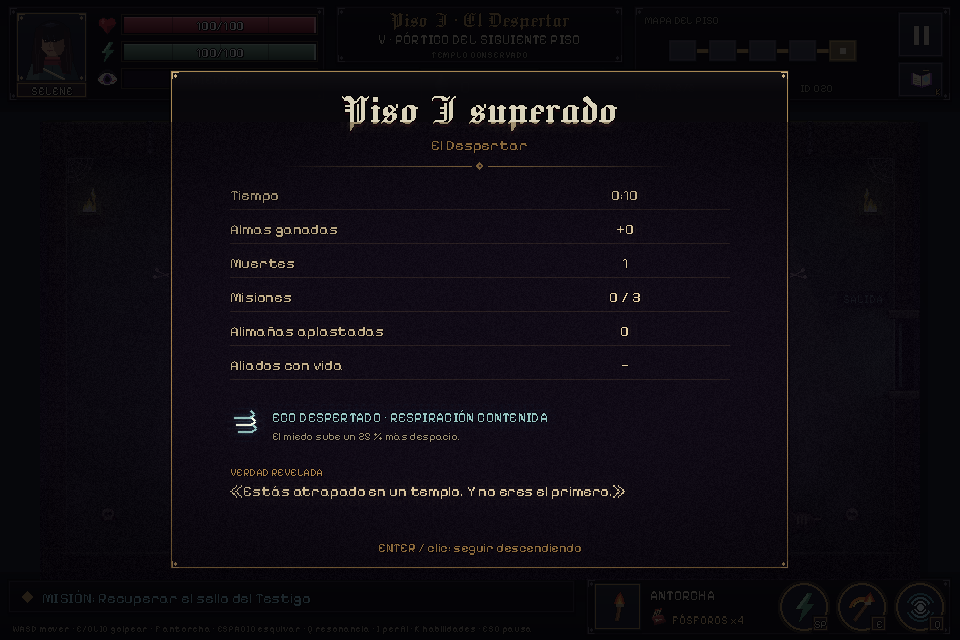 100/100
100/100
SELENE
Piso I · El Despertar
V · PÓRTICO DEL SIGUIENTE PISO
TEMPLO CONSERVADO
MAPA DEL PISO
Piso I superado
El Despertar
Tiempo 0:10
Almas ganadas +0
Muertes 1
Misiones 0 / 3
Alimañas aplastadas 0
Aliados con vida –
SALIDA
ECO DESPERTADO · RESPIRACIÓN CONTENIDA
El miedo sube un 28 % más despacio.
VERDAD REVELADA
«Estás atrapado en un templo. Y no eres el primero.»
ENTER / clic: seguir descendiendo
MISIÓN: Recuperar el sello del Testigo
ANTORCHA
FÓSFOROS x4